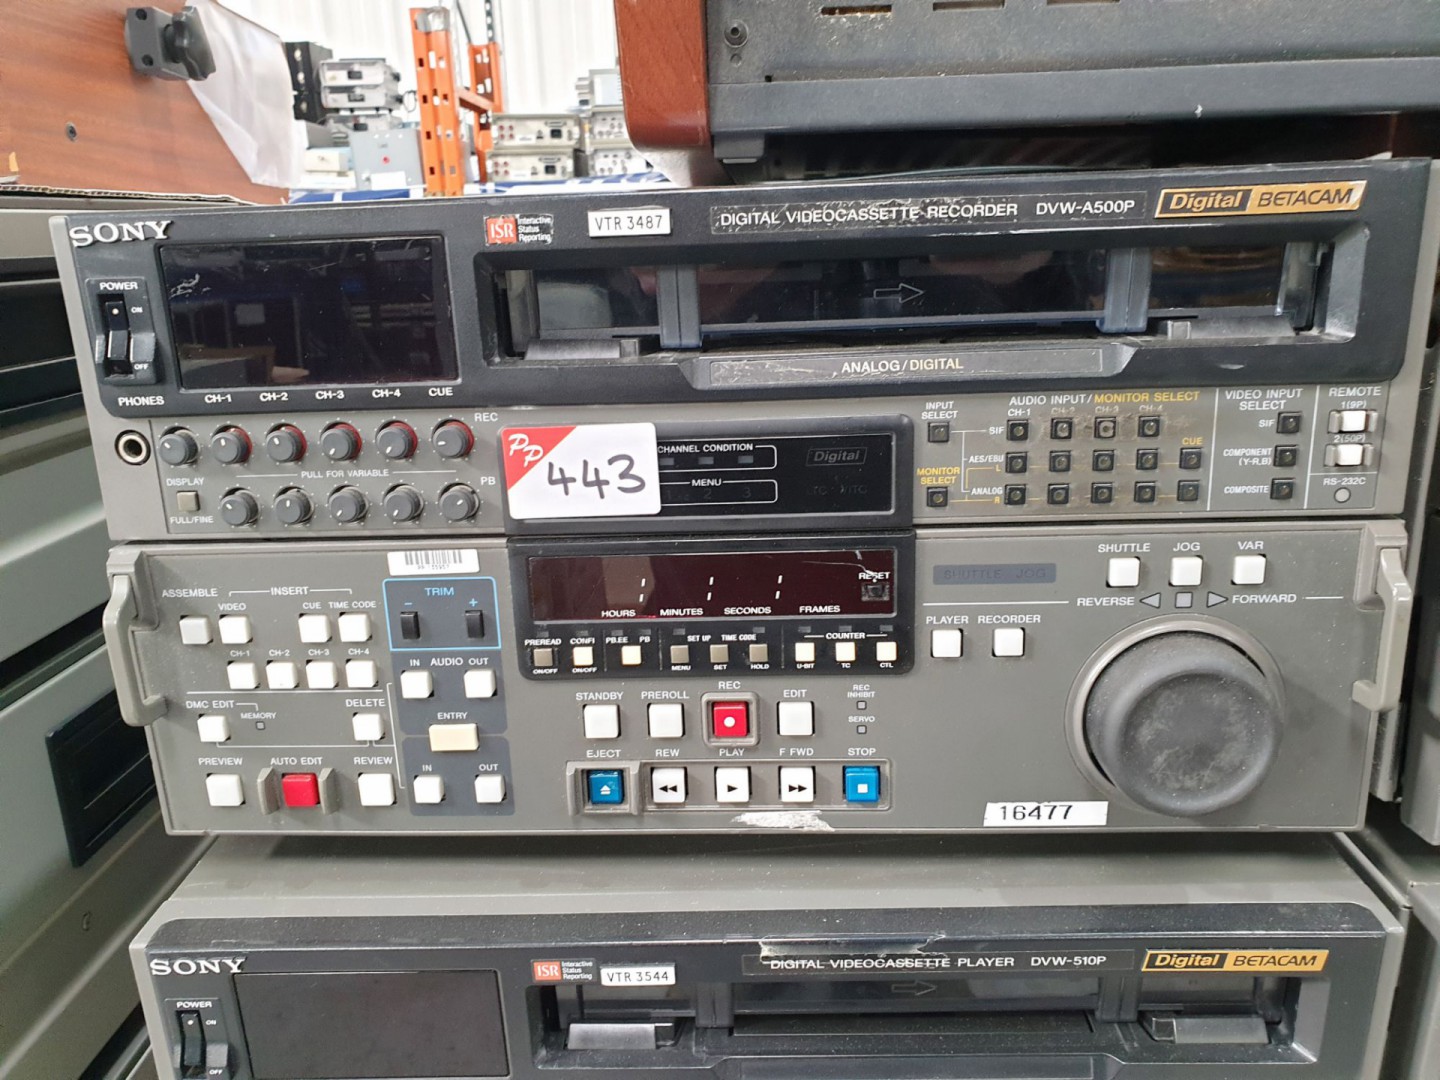 SONY
ISR Interactive Status Reporting
VTR 3487
DIGITAL VIDEOCASSETTE RECORDER DVW-A500P
Digital BETACAM
POWER
ON
OFF
ANALOG/DIGITAL
PHONES
CH-1 CH-2 CH-3 CH-4 CUE
REC
PULL FOR VARIABLE
PB
DISPLAY
FULL/FINE
PP 443
CHANNEL CONDITION
MENU
2 3
Digital
INPUT SELECT
MONITOR SELECT
AUDIO INPUT/MONITOR SELECT
CH-1 CH-2 CH-3 CH-4
SIF
CUE
AES/EBU
L
ANALOG
R
VIDEO INPUT SELECT
SIF
COMPONENT (Y-R,B)
COMPOSITE
REMOTE
1(9P)
2(50P)
RS-232C
ASSEMBLE
INSERT
VIDEO CUE TIME CODE
CH-1 CH-2 CH-3 CH-4
DMC EDIT
MEMORY
DELETE
PREVIEW AUTO EDIT REVIEW
TRIM
- +
IN AUDIO OUT
ENTRY
IN OUT
RESET
HOURS MINUTES SECONDS FRAMES
PREREAD CONFI PB.EE PB
SET UP TIME CODE
COUNTER
ON/OFF ON/OFF MENU SET HOLD U-BIT TC CTL
STANDBY PREROLL REC EDIT
REC INHIBIT
SERVO
EJECT REW PLAY F FWD STOP
SHUTTLE JOG
SHUTTLE JOG VAR
REVERSE FORWARD
PLAYER RECORDER
16477
SONY
ISR Interactive Status Reporting
VTR 3544
DIGITAL VIDEOCASSETTE PLAYER DVW-510P
Digital BETACAM
POWER
ON
OFF